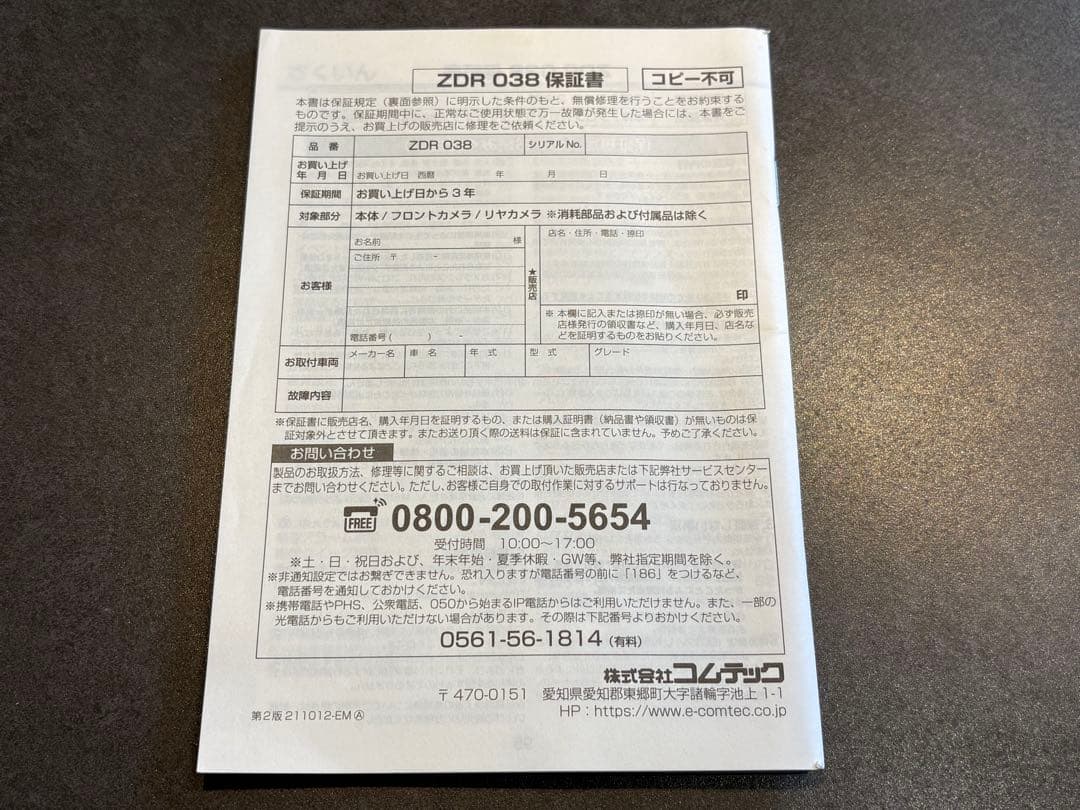 ZDR 038 保証書 コピー不可
本書は保証規定（裏面参照）に明示した条件のもと、無償修理を行うことをお約束する
ものです。保証期間中に、正常なご使用状態で万一故障が発生した場合には、本書をご
提示のうえ、お買上げの販売店に修理をご依頼ください。
品 番 ZDR 038 シリアルNo.
お買い上げ
年 月 日 お買い上げ日 西暦 年 月 日
保証期間 お買い上げ日から3年
対象部分 本体 / フロントカメラ / リヤカメラ ※消耗部品および付属品は除く
お客様
お名前 様
ご住所 〒 -
電話番号 ( ) -
★販売店
店名・住所・電話・捺印
印
※ 本欄に記入または捺印が無い場合、必ず販売
店様発行の領収書など、購入年月日、店名な
どを証明するものをお貼りください。
お取付車両 メーカー名 車 名 年 式 型 式 グレード
故障内容
※保証書に販売店名、購入年月日を証明するもの、または購入証明書（納品書や領収書）が無いものは保
証対象外とさせて頂きます。またお送り頂く際の送料は保証に含まれていません。予めご了承ください。
お問い合わせ
製品のお取扱方法、修理等に関するご相談は、お買上げ頂いた販売店または下記弊社サービスセンター
までお問い合わせください。ただし、お客様ご自身での取付作業に対するサポートは行なっておりません。
FREE 0800-200-5654
受付時間 10:00～17:00
※土・日・祝日および、年末年始・夏季休暇・GW等、弊社指定期間を除く。
※非通知設定ではお繋ぎできません。恐れ入りますが電話番号の前に「186」をつけるなど、
電話番号を通知しておかけください。
※携帯電話やPHS、公衆電話、050から始まるIP電話からはご利用いただけません。また、一部の
光電話からもご利用いただけない場合があります。その際は下記番号よりおかけください。
0561-56-1814 (有料)
株式会社コムテック
〒470-0151 愛知県愛知郡東郷町大字諸輪字池上 1-1
第2版 211012-EM Ⓐ HP：https://www.e-comtec.co.jp